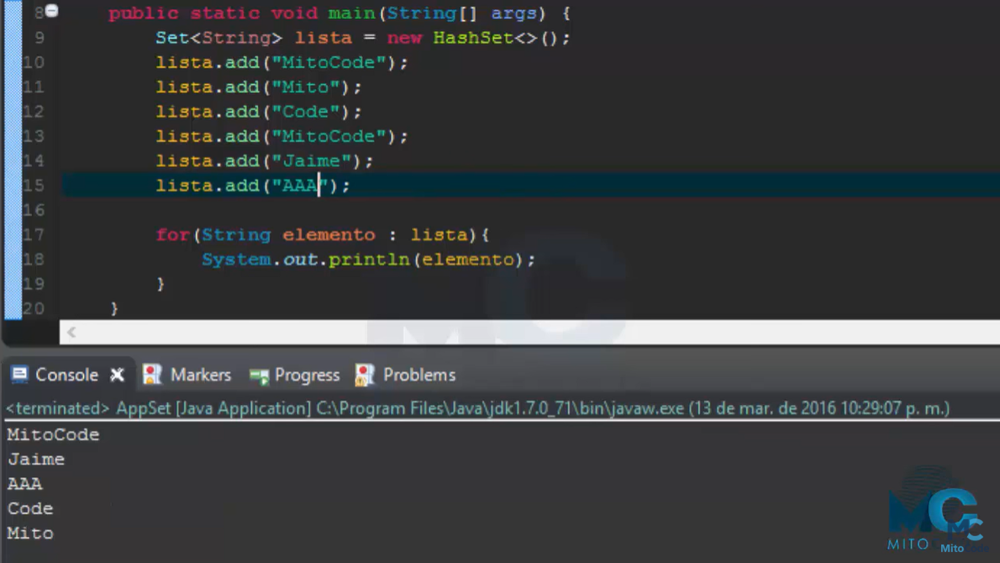 8 public static void main(String[] args) {
9 Set<String> lista = new HashSet<>();
10 lista.add("MitoCode");
11 lista.add("Mito");
12 lista.add("Code");
13 lista.add("MitoCode");
14 lista.add("Jaime");
15 lista.add("AAA");
16
17 for(String elemento : lista){
18 System.out.println(elemento);
19 }
20 }
Console Markers Progress Problems
<terminated> AppSet [Java Application] C:\Program Files\Java\jdk1.7.0_71\bin\javaw.exe (13 de mar. de 2016 10:29:07 p. m.)
MitoCode
Jaime
AAA
Code
Mito
MC
MC
MITO
MitoCode